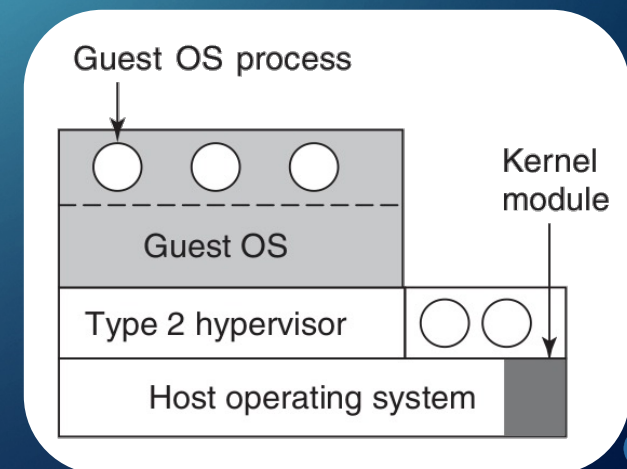 Guest OS process
Kernel
module
Guest OS
Type 2 hypervisor
Host operating system